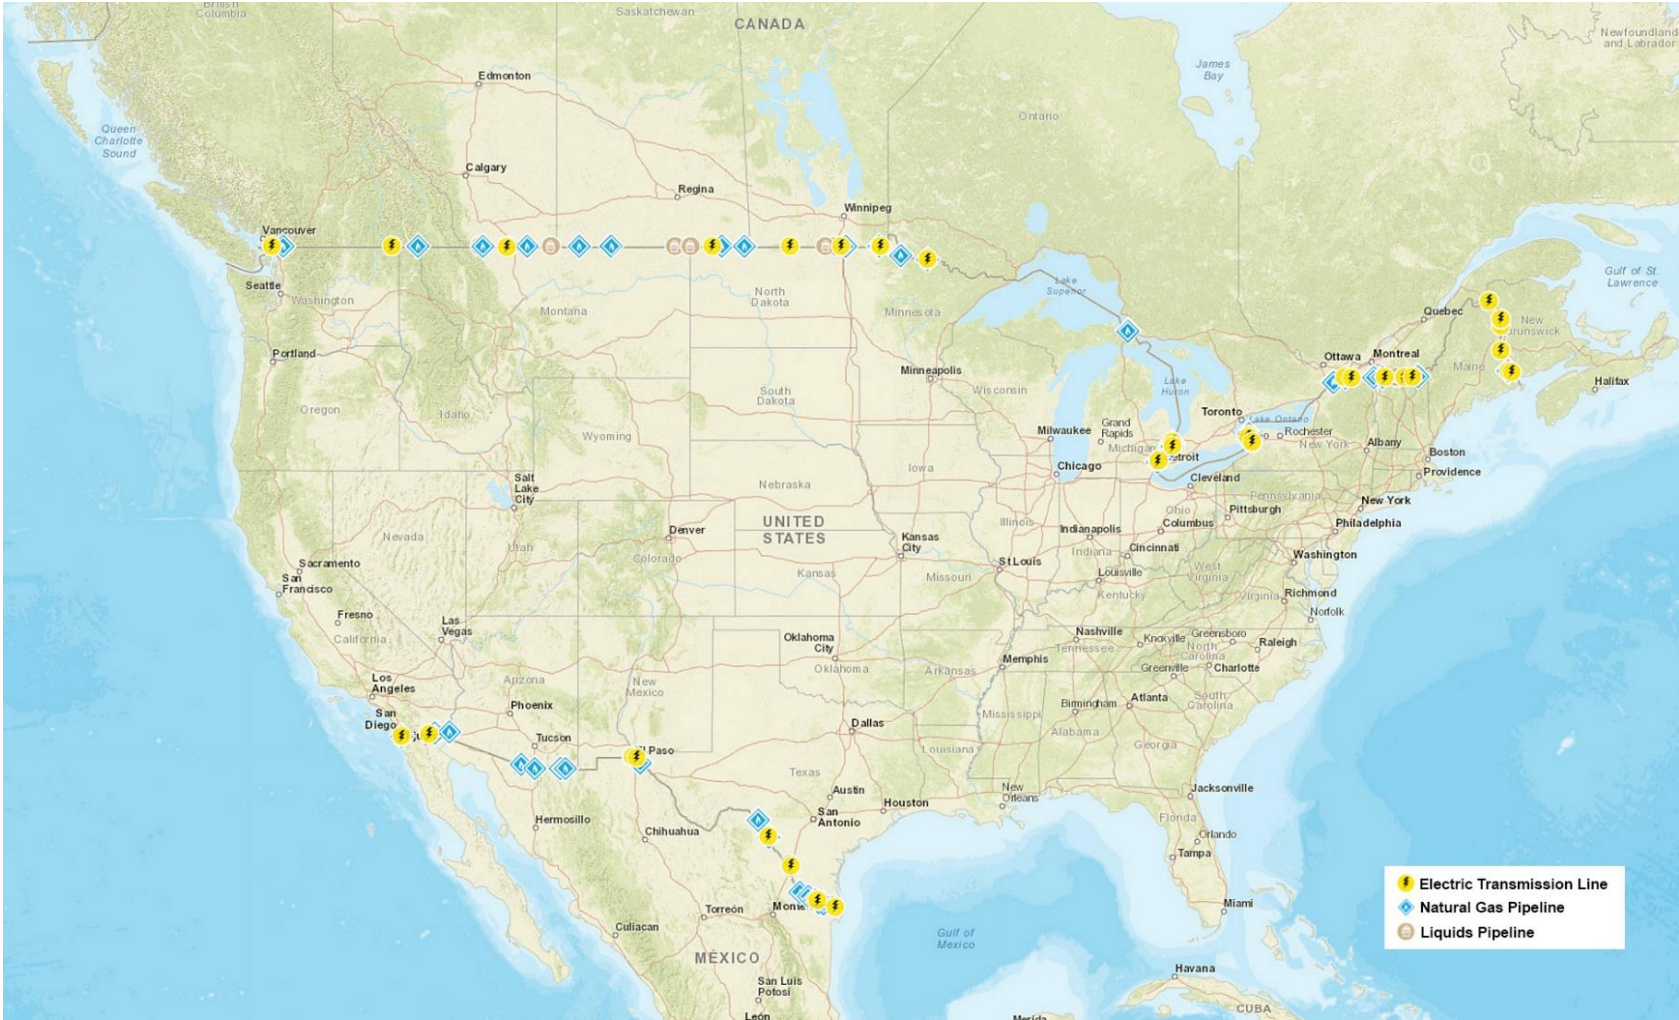 British
Columbia
Saskatchewan
CANADA
Newfoundland
and Labrador
James
Bay
Edmonton
Ontario
Queen
Charlotte
Sound
Calgary
Regina
Winnipeg
Vancouver
Seattle
Washington
Lake
Superior
Gulf of St.
Lawrence
North
Dakota
Montana
Minnesota
Quebec
New
Portland
Ottawa
Montreal
Maine
Halifax
Minneapolis
Wisconsin
Lake
Huron
South
Dakota
Oregon
Idaho
Toronto
Lake Ontario
Wyoming
Milwaukee
Grand
Rapids
Michigan
Rochester
New York
Albany
Boston
Providence
Chicago
Iowa
Cleveland
Salt
Lake
City
Nebraska
Pennsylvania
New York
Ohio
Pittsburgh
UNITED
STATES
Denver
Nevada
Utah
Colorado
Kansas
City
Illinois
Indianapolis
Columbus
Philadelphia
Indiana
Cincinnati
Washington
Sacramento
San
Francisco
St Louis
Kansas
Missouri
Louisville
Kentucky
West
Virginia
Virginia
Richmond
Norfolk
Fresno
California
Las
Vegas
Oklahoma
City
Oklahoma
Nashville
Tennessee
Knoxville
Greensboro
Raleigh
North
Carolina
Arkansas
Memphis
Greenville
Charlotte
Los
Angeles
Arizona
New
Mexico
Birmingham
Atlanta
South
Carolina
San
Diego
Phoenix
Mississippi
Alabama
Georgia
Dallas
Tucson
El Paso
Louisiana
Texas
Austin
New
Orleans
Jacksonville
Houston
San
Antonio
Hermosillo
Chihuahua
Florida
Orlando
Tampa
Torreón
Culiacan
Miami
Gulf of
Mexico
MÉXICO
Havana
San Luis
Potosi
León
Mérida
CUBA
Electric Transmission Line
Natural Gas Pipeline
Liquids Pipeline